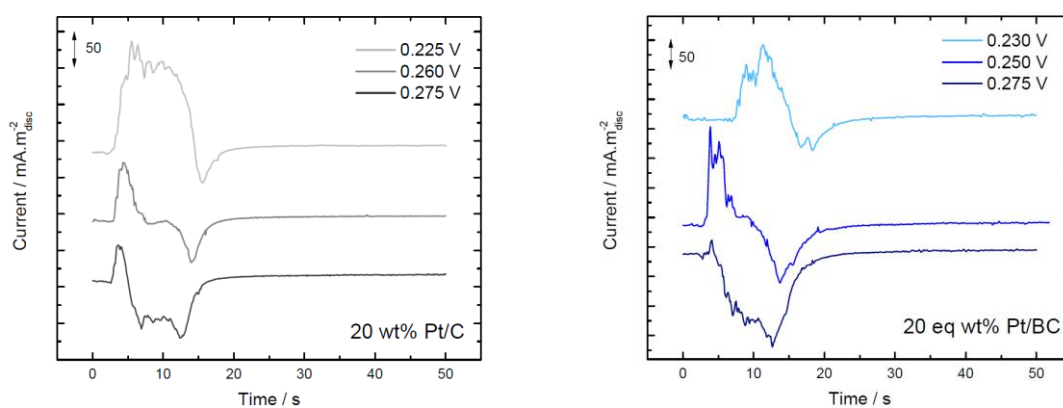 50
0.225 V
0.260 V
0.275 V
Current / mA.m⁻²disc
20 wt% Pt/C
0 10 20 30 40 50
Time / s
50
0.230 V
0.250 V
0.275 V
Current / mA.m⁻²disc
20 eq wt% Pt/BC
0 10 20 30 40 50
Time / s